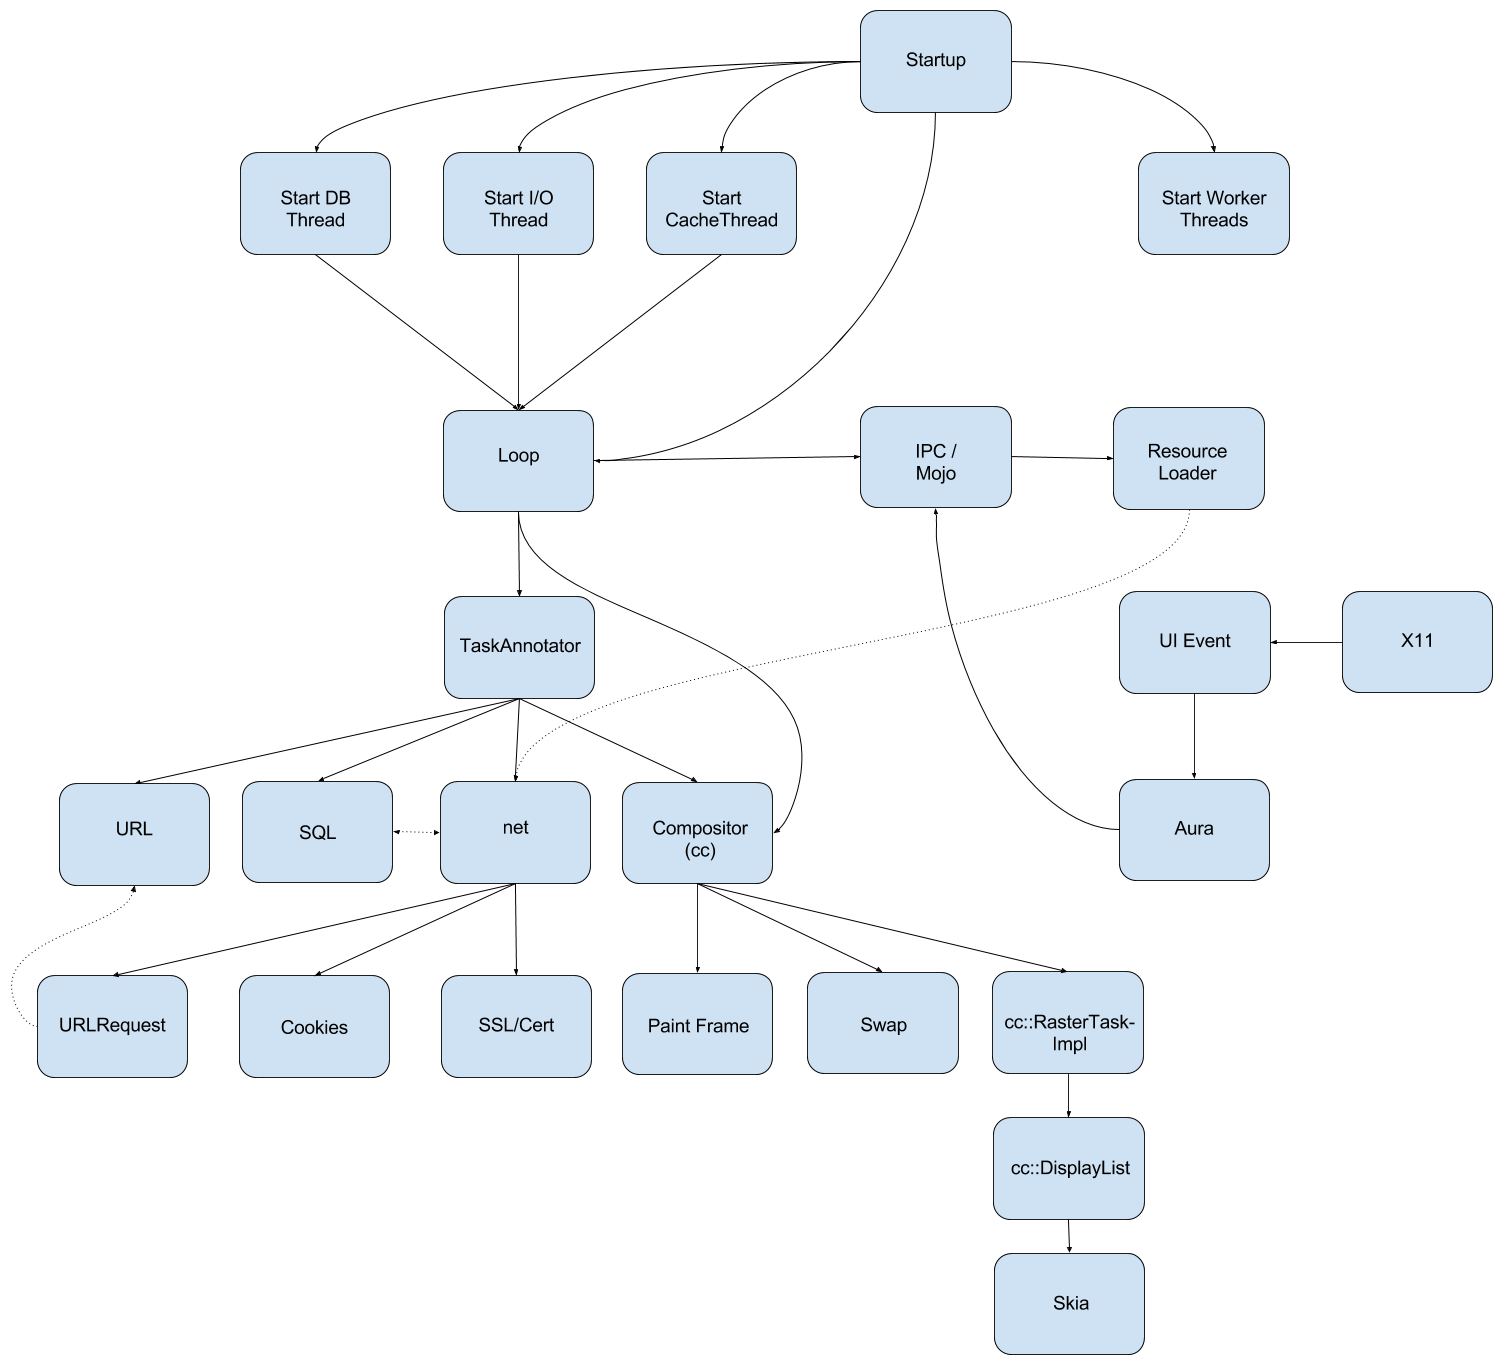 Startup
Start DB
Thread
Start I/O
Thread
Start
CacheThread
Start Worker
Threads
Loop
IPC /
Mojo
Resource
Loader
TaskAnnotator
UI Event
X11
URL
SQL
net
Compositor
(cc)
Aura
URLRequest
Cookies
SSL/Cert
Paint Frame
Swap
cc::RasterTask-
Impl
cc::DisplayList
Skia